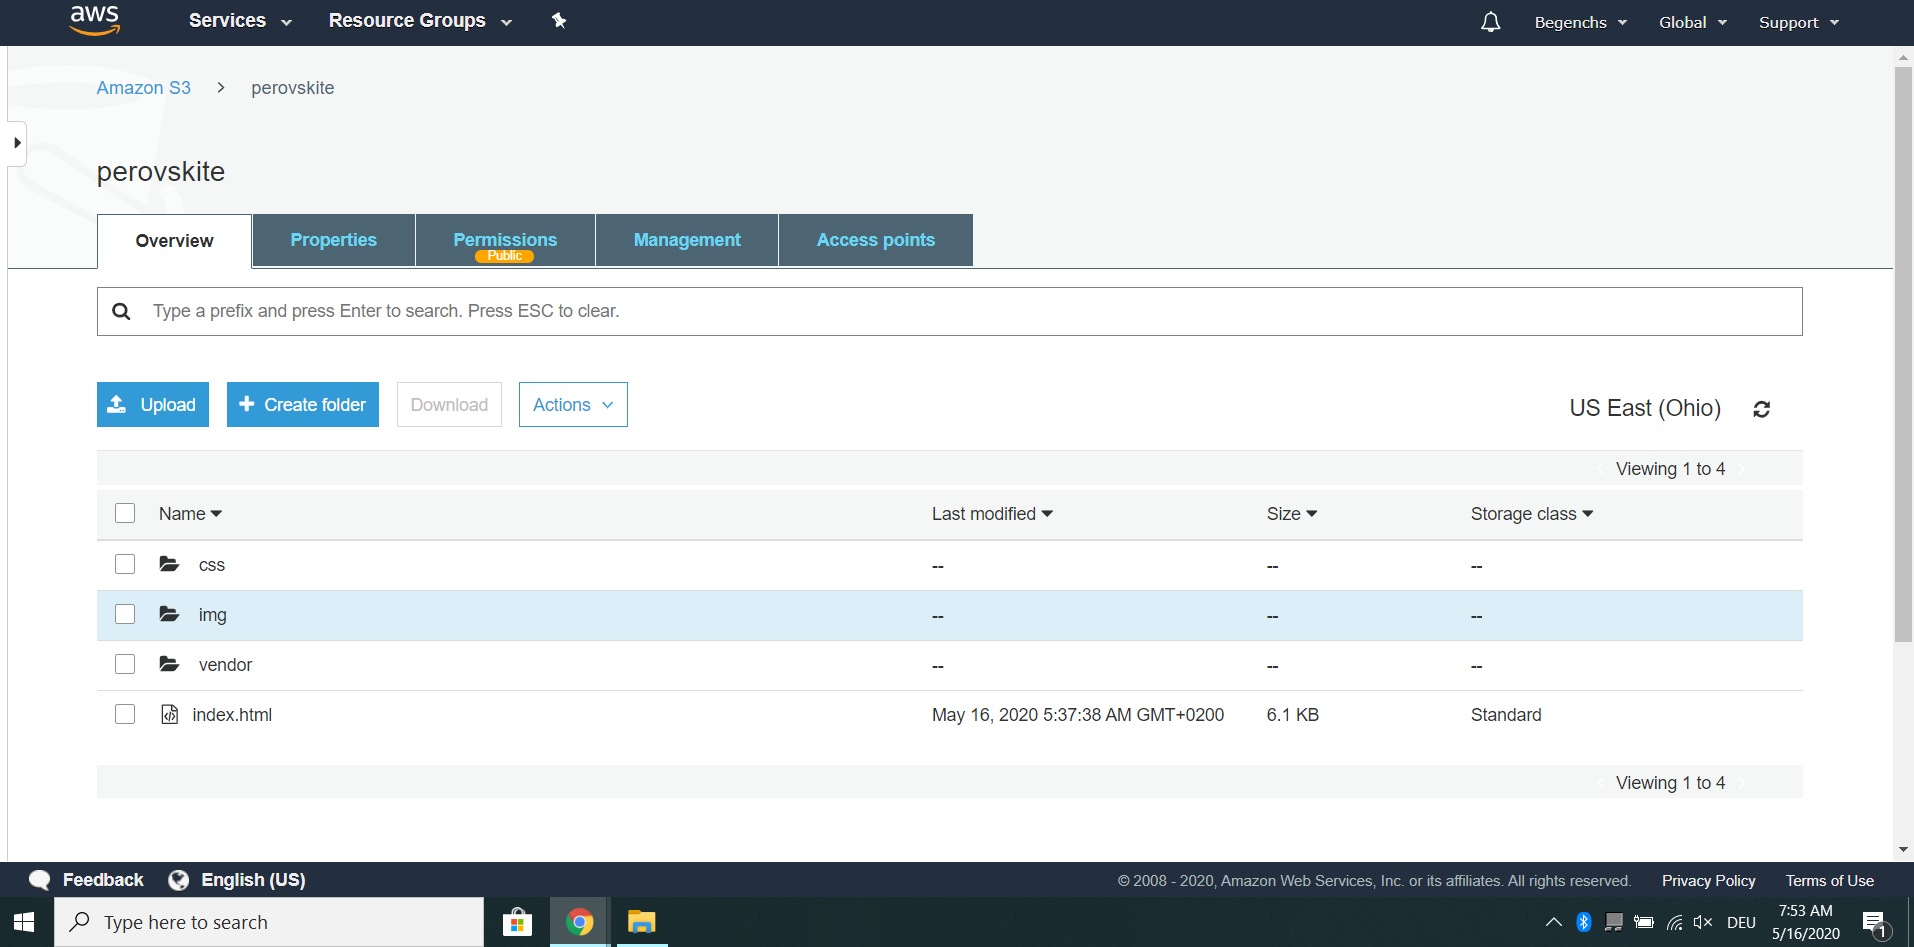 aws Services Resource Groups Begenchs Global Support
Amazon S3 > perovskite
perovskite
Overview Properties Permissions Management Access points
Public
Type a prefix and press Enter to search. Press ESC to clear.
Upload Create folder Download Actions US East (Ohio)
Viewing 1 to 4
Name Last modified Size Storage class
css -- -- --
img -- -- --
vendor -- -- --
index.html May 16, 2020 5:37:38 AM GMT+0200 6.1 KB Standard
Viewing 1 to 4
Feedback English (US) © 2008 - 2020, Amazon Web Services, Inc. or its affiliates. All rights reserved. Privacy Policy Terms of Use
Type here to search DEU 7:53 AM 1
5/16/2020